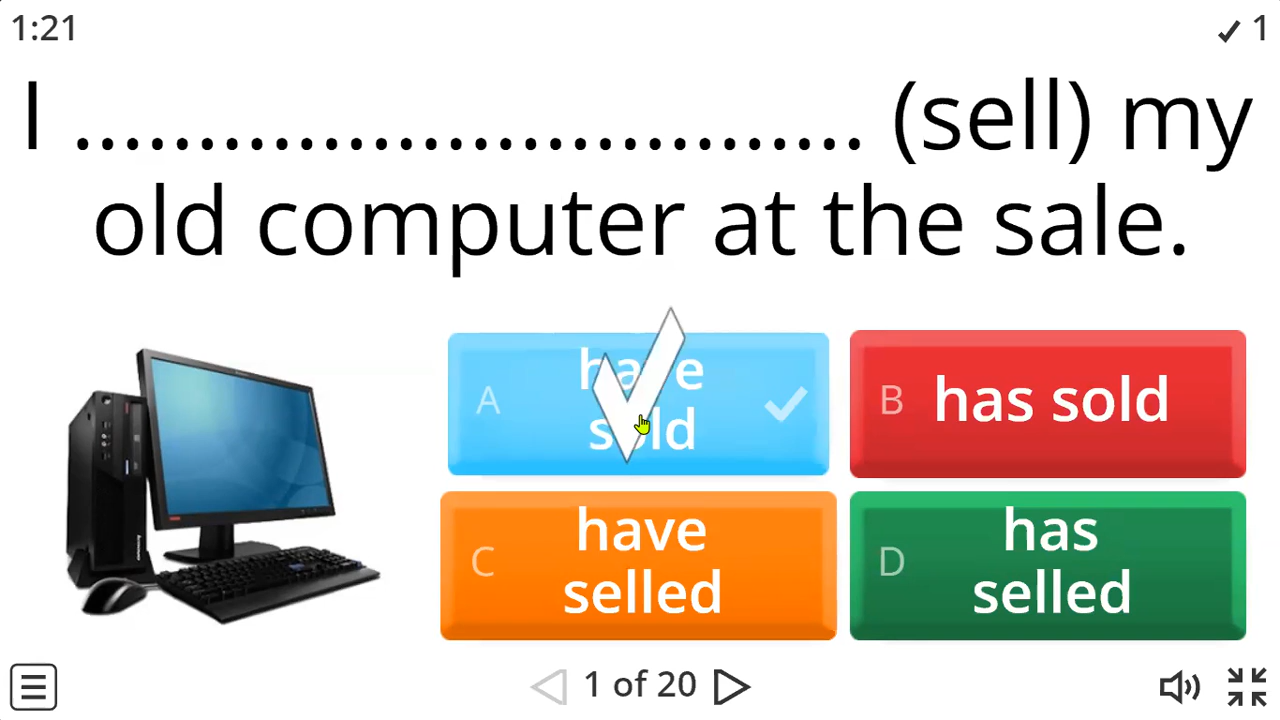 1:21
✓ 1
I ................................ (sell) my
old computer at the sale.
A have
sold
B has sold
C have
selled
D has
selled
1 of 20